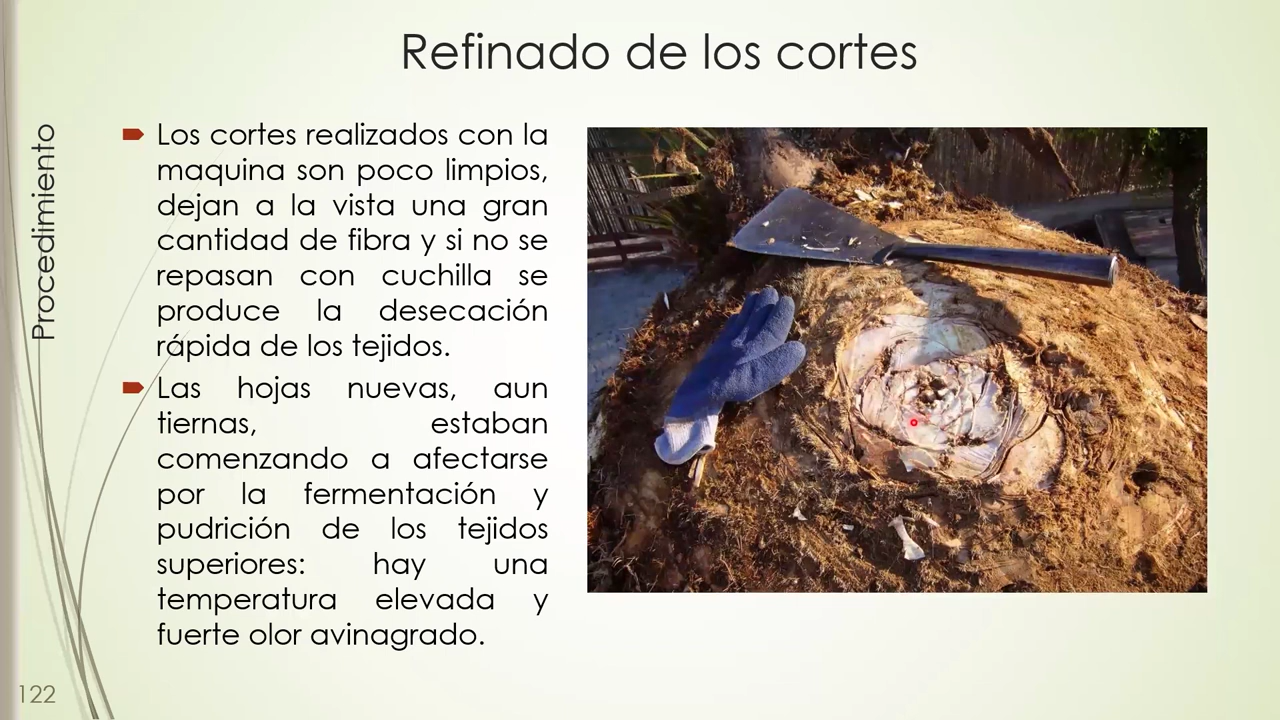 Refinado de los cortes
Procedimiento
Los cortes realizados con la
maquina son poco limpios,
dejan a la vista una gran
cantidad de fibra y si no se
repasan con cuchilla se
produce la desecación
rápida de los tejidos.
Las hojas nuevas, aun
tiernas, estaban
comenzando a afectarse
por la fermentación y
pudrición de los tejidos
superiores: hay una
temperatura elevada y
fuerte olor avinagrado.
122